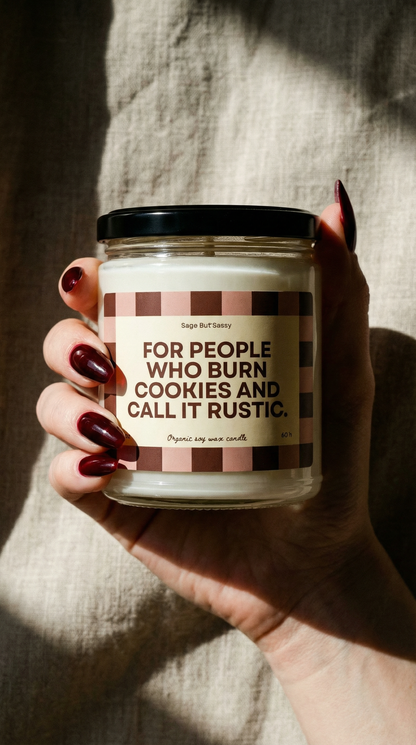 Sage But Sassy
FOR PEOPLE
WHO BURN
COOKIES AND
CALL IT RUSTIC.
Organic soy wax candle